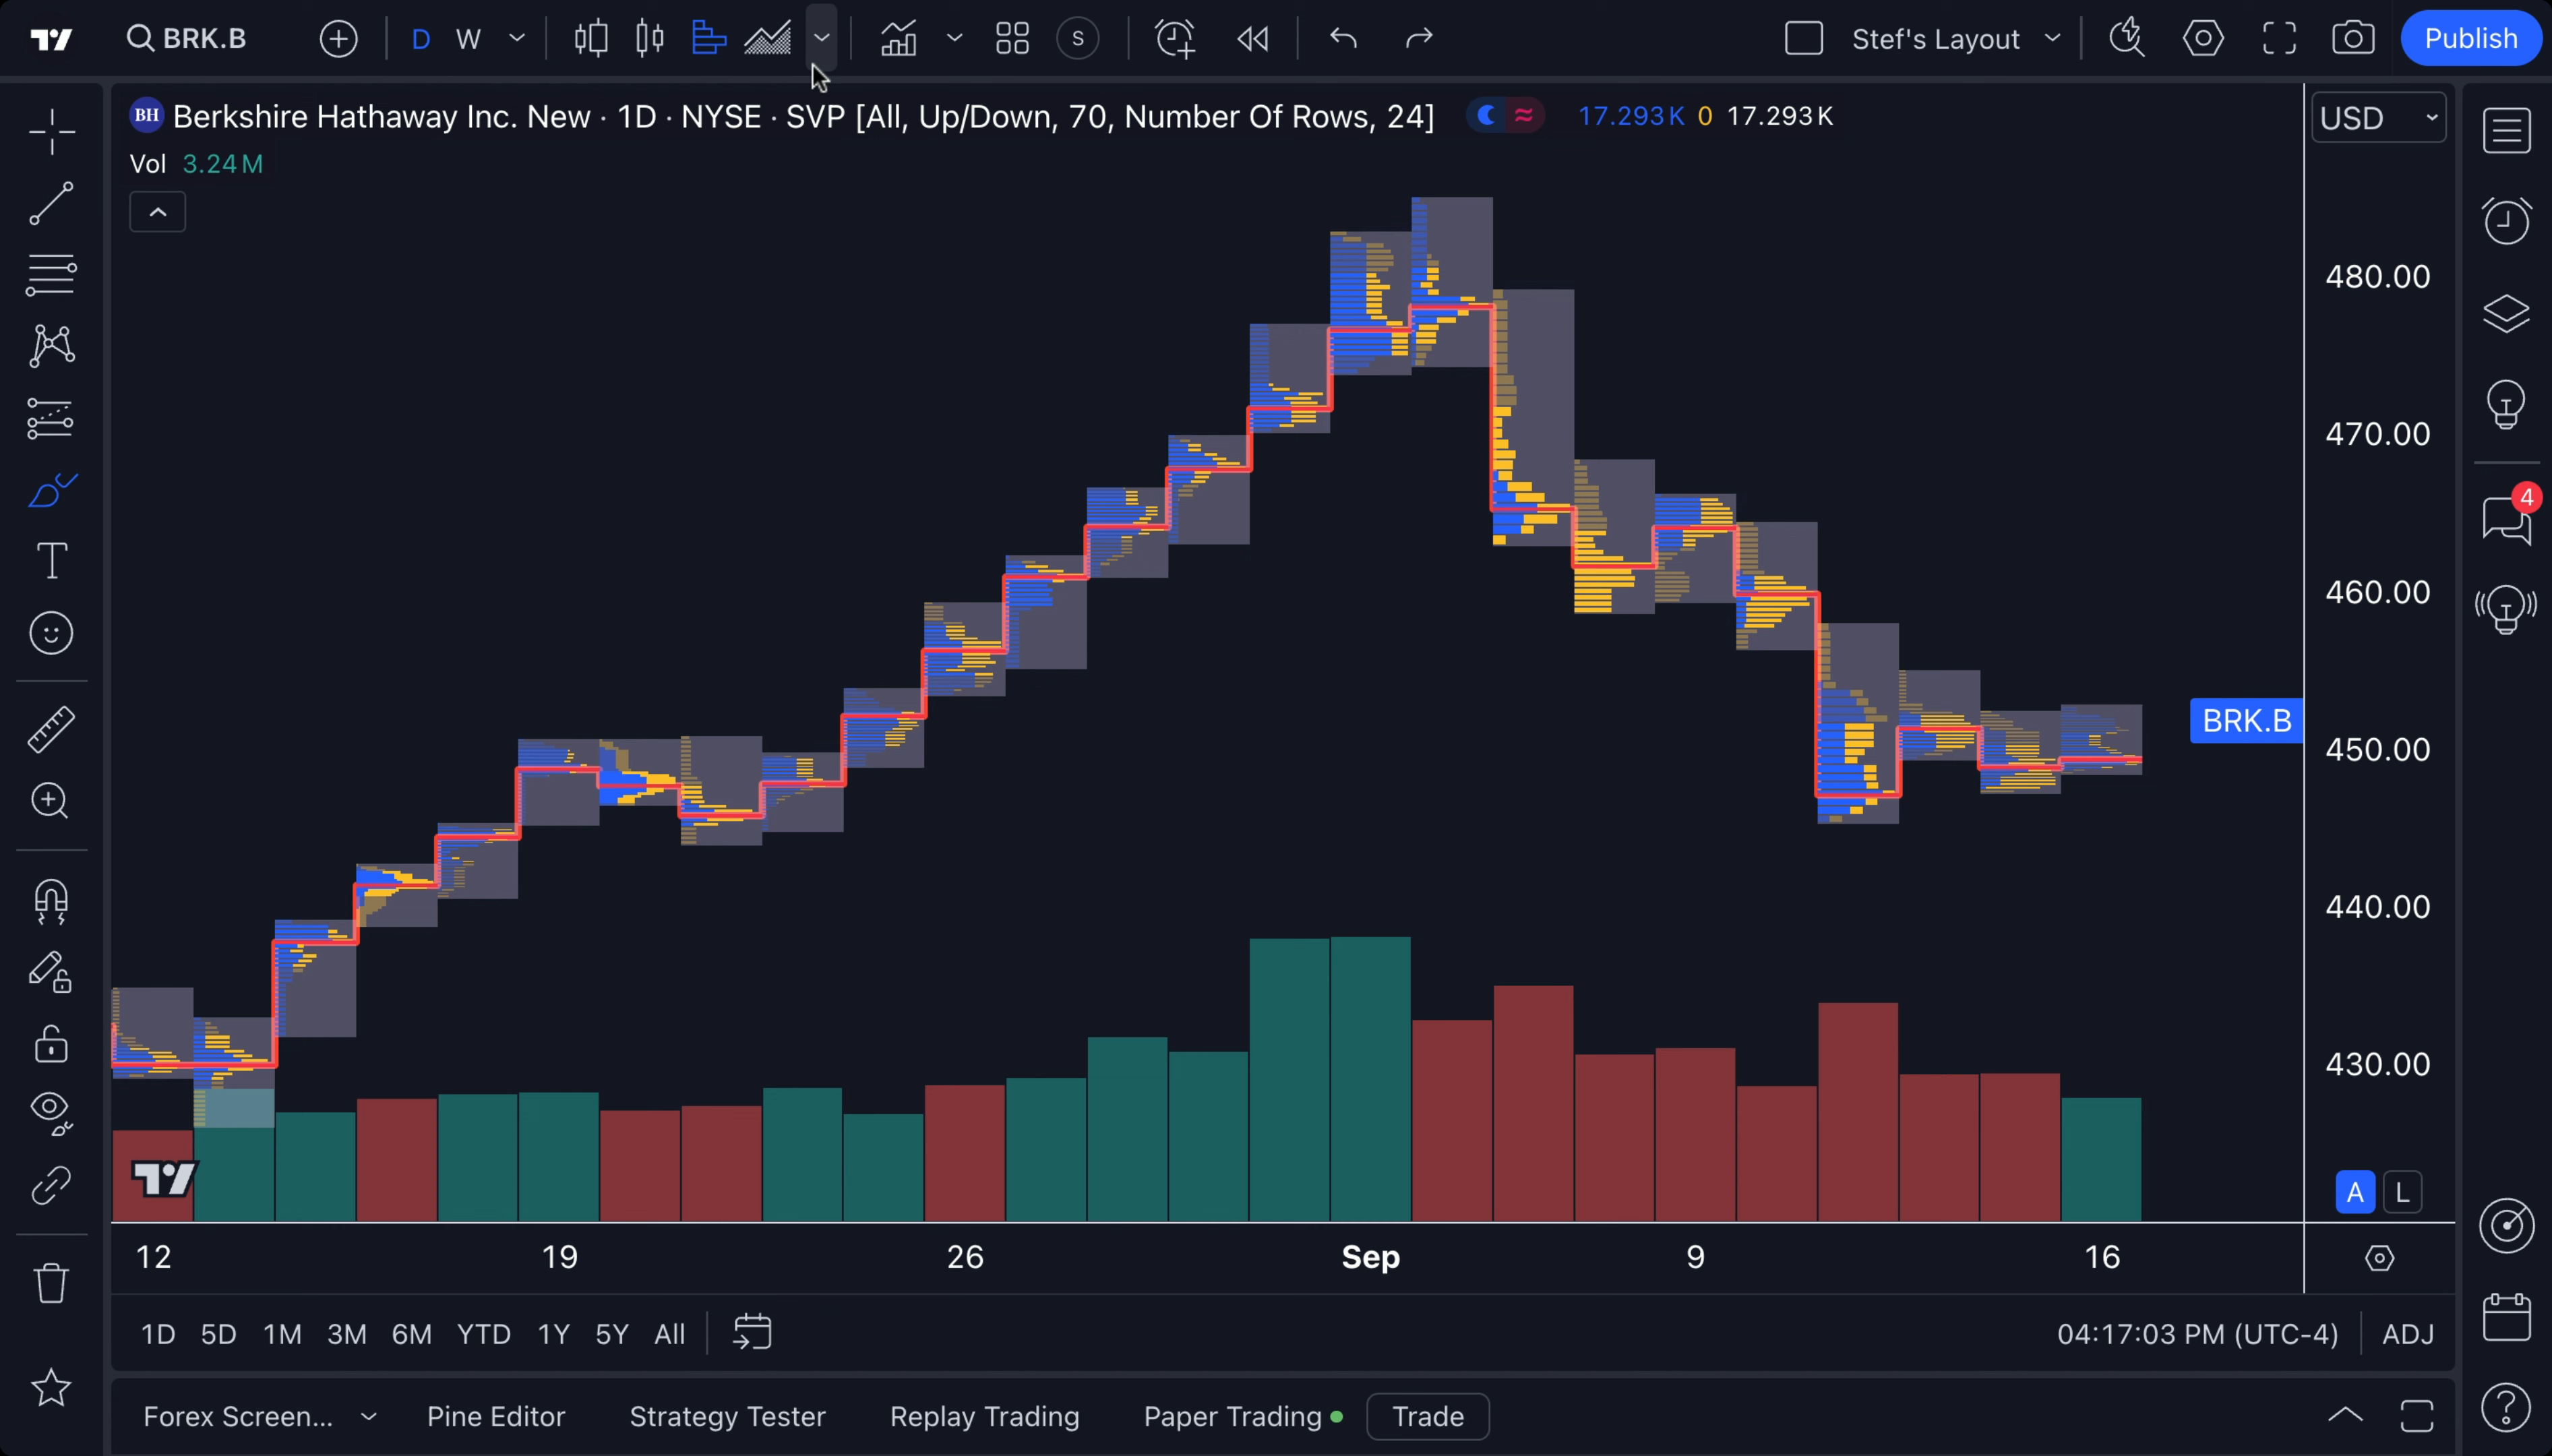 BRK.B
D
W
S
Stef's Layout
Publish
BH Berkshire Hathaway Inc. New · 1D · NYSE · SVP [All, Up/Down, 70, Number Of Rows, 24] 17.293K 0 17.293K
USD
Vol 3.24M
480.00
470.00
4
460.00
BRK.B
450.00
440.00
430.00
A
L
12 19 26 Sep 9 16
1D 5D 1M 3M 6M YTD 1Y 5Y All
04:17:03 PM (UTC-4) ADJ
Forex Screen... Pine Editor Strategy Tester Replay Trading Paper Trading Trade